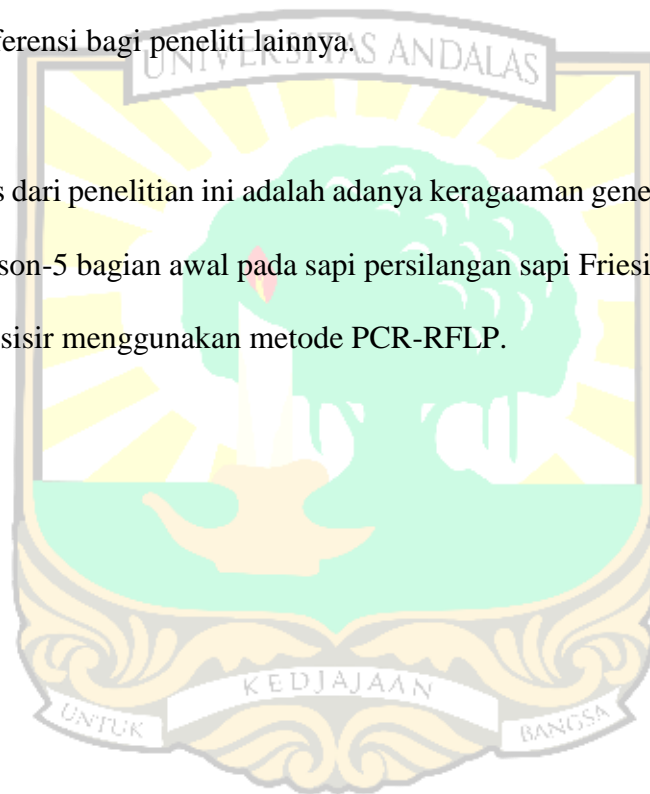 ferensi bagi peneliti lainnya.
UNIVERSITAS ANDALAS
s dari penelitian ini adalah adanya keragaaman gene
son-5 bagian awal pada sapi persilangan sapi Friesi
sisir menggunakan metode PCR-RFLP.
KEDJAJAAN
UNTUK
BANGSA